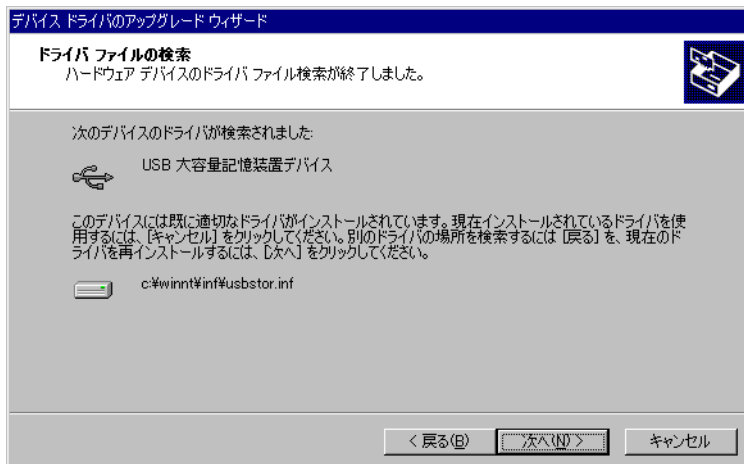 デバイス ドライバのアップグレード ウィザード
ドライバ ファイルの検索
ハードウェア デバイスのドライバ ファイル検索が終了しました。
次のデバイスのドライバが検索されました:
USB 大容量記憶装置デバイス
このデバイスには既に適切なドライバがインストールされています。現在インストールされているドライバを使
用するには、[キャンセル] をクリックしてください。別のドライバの場所を検索するには [戻る] を、現在のド
ライバを再インストールするには、[次へ] をクリックしてください。
c:¥winnt¥inf¥usbstor.inf
< 戻る(B)
次へ(N) >
キャンセル